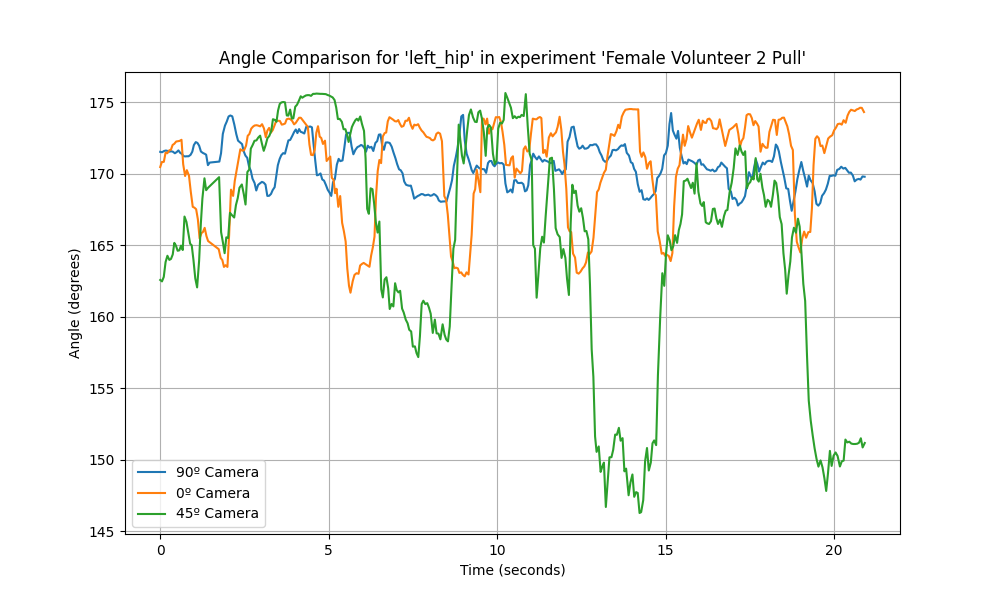 Angle Comparison for 'left_hip' in experiment 'Female Volunteer 2 Pull'
Angle (degrees)
175
170
165
160
155
150
145
90º Camera
0º Camera
45º Camera
0 5 10 15 20
Time (seconds)